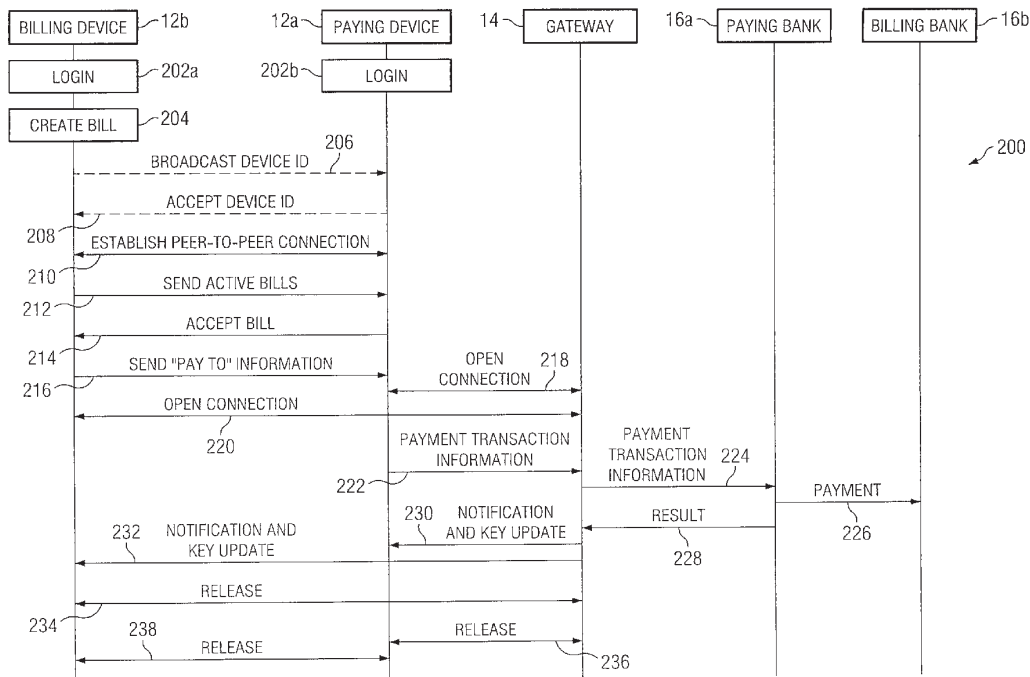 BILLING DEVICE 12b
PAYING DEVICE 12a
GATEWAY 14
PAYING BANK 16a
BILLING BANK 16b
LOGIN 202a
LOGIN 202b
CREATE BILL 204
200
BROADCAST DEVICE ID 206
ACCEPT DEVICE ID
208
ESTABLISH PEER-TO-PEER CONNECTION
210
SEND ACTIVE BILLS
212
ACCEPT BILL
214
SEND "PAY TO" INFORMATION
216
OPEN
CONNECTION
218
OPEN CONNECTION
220
PAYMENT TRANSACTION
INFORMATION
222
PAYMENT
TRANSACTION
INFORMATION
224
PAYMENT
226
RESULT
228
NOTIFICATION
AND KEY UPDATE
230
NOTIFICATION AND
KEY UPDATE
232
RELEASE
234
RELEASE
236
RELEASE
238